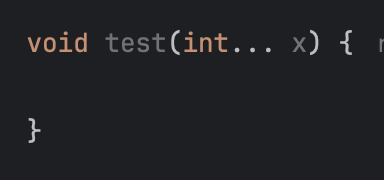 void test(int... x) {
}